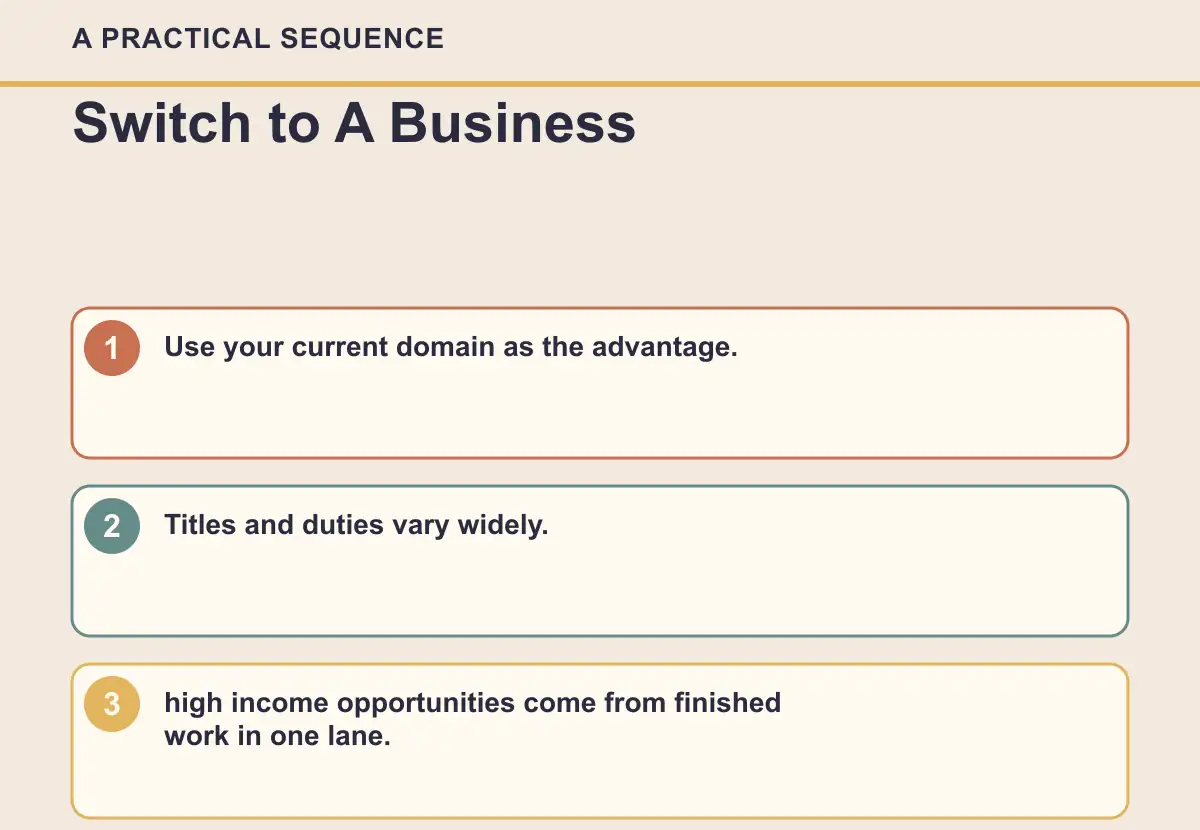 A PRACTICAL SEQUENCE
Switch to A Business
1
Use your current domain as the advantage.
2
Titles and duties vary widely.
3
high income opportunities come from finished
work in one lane.